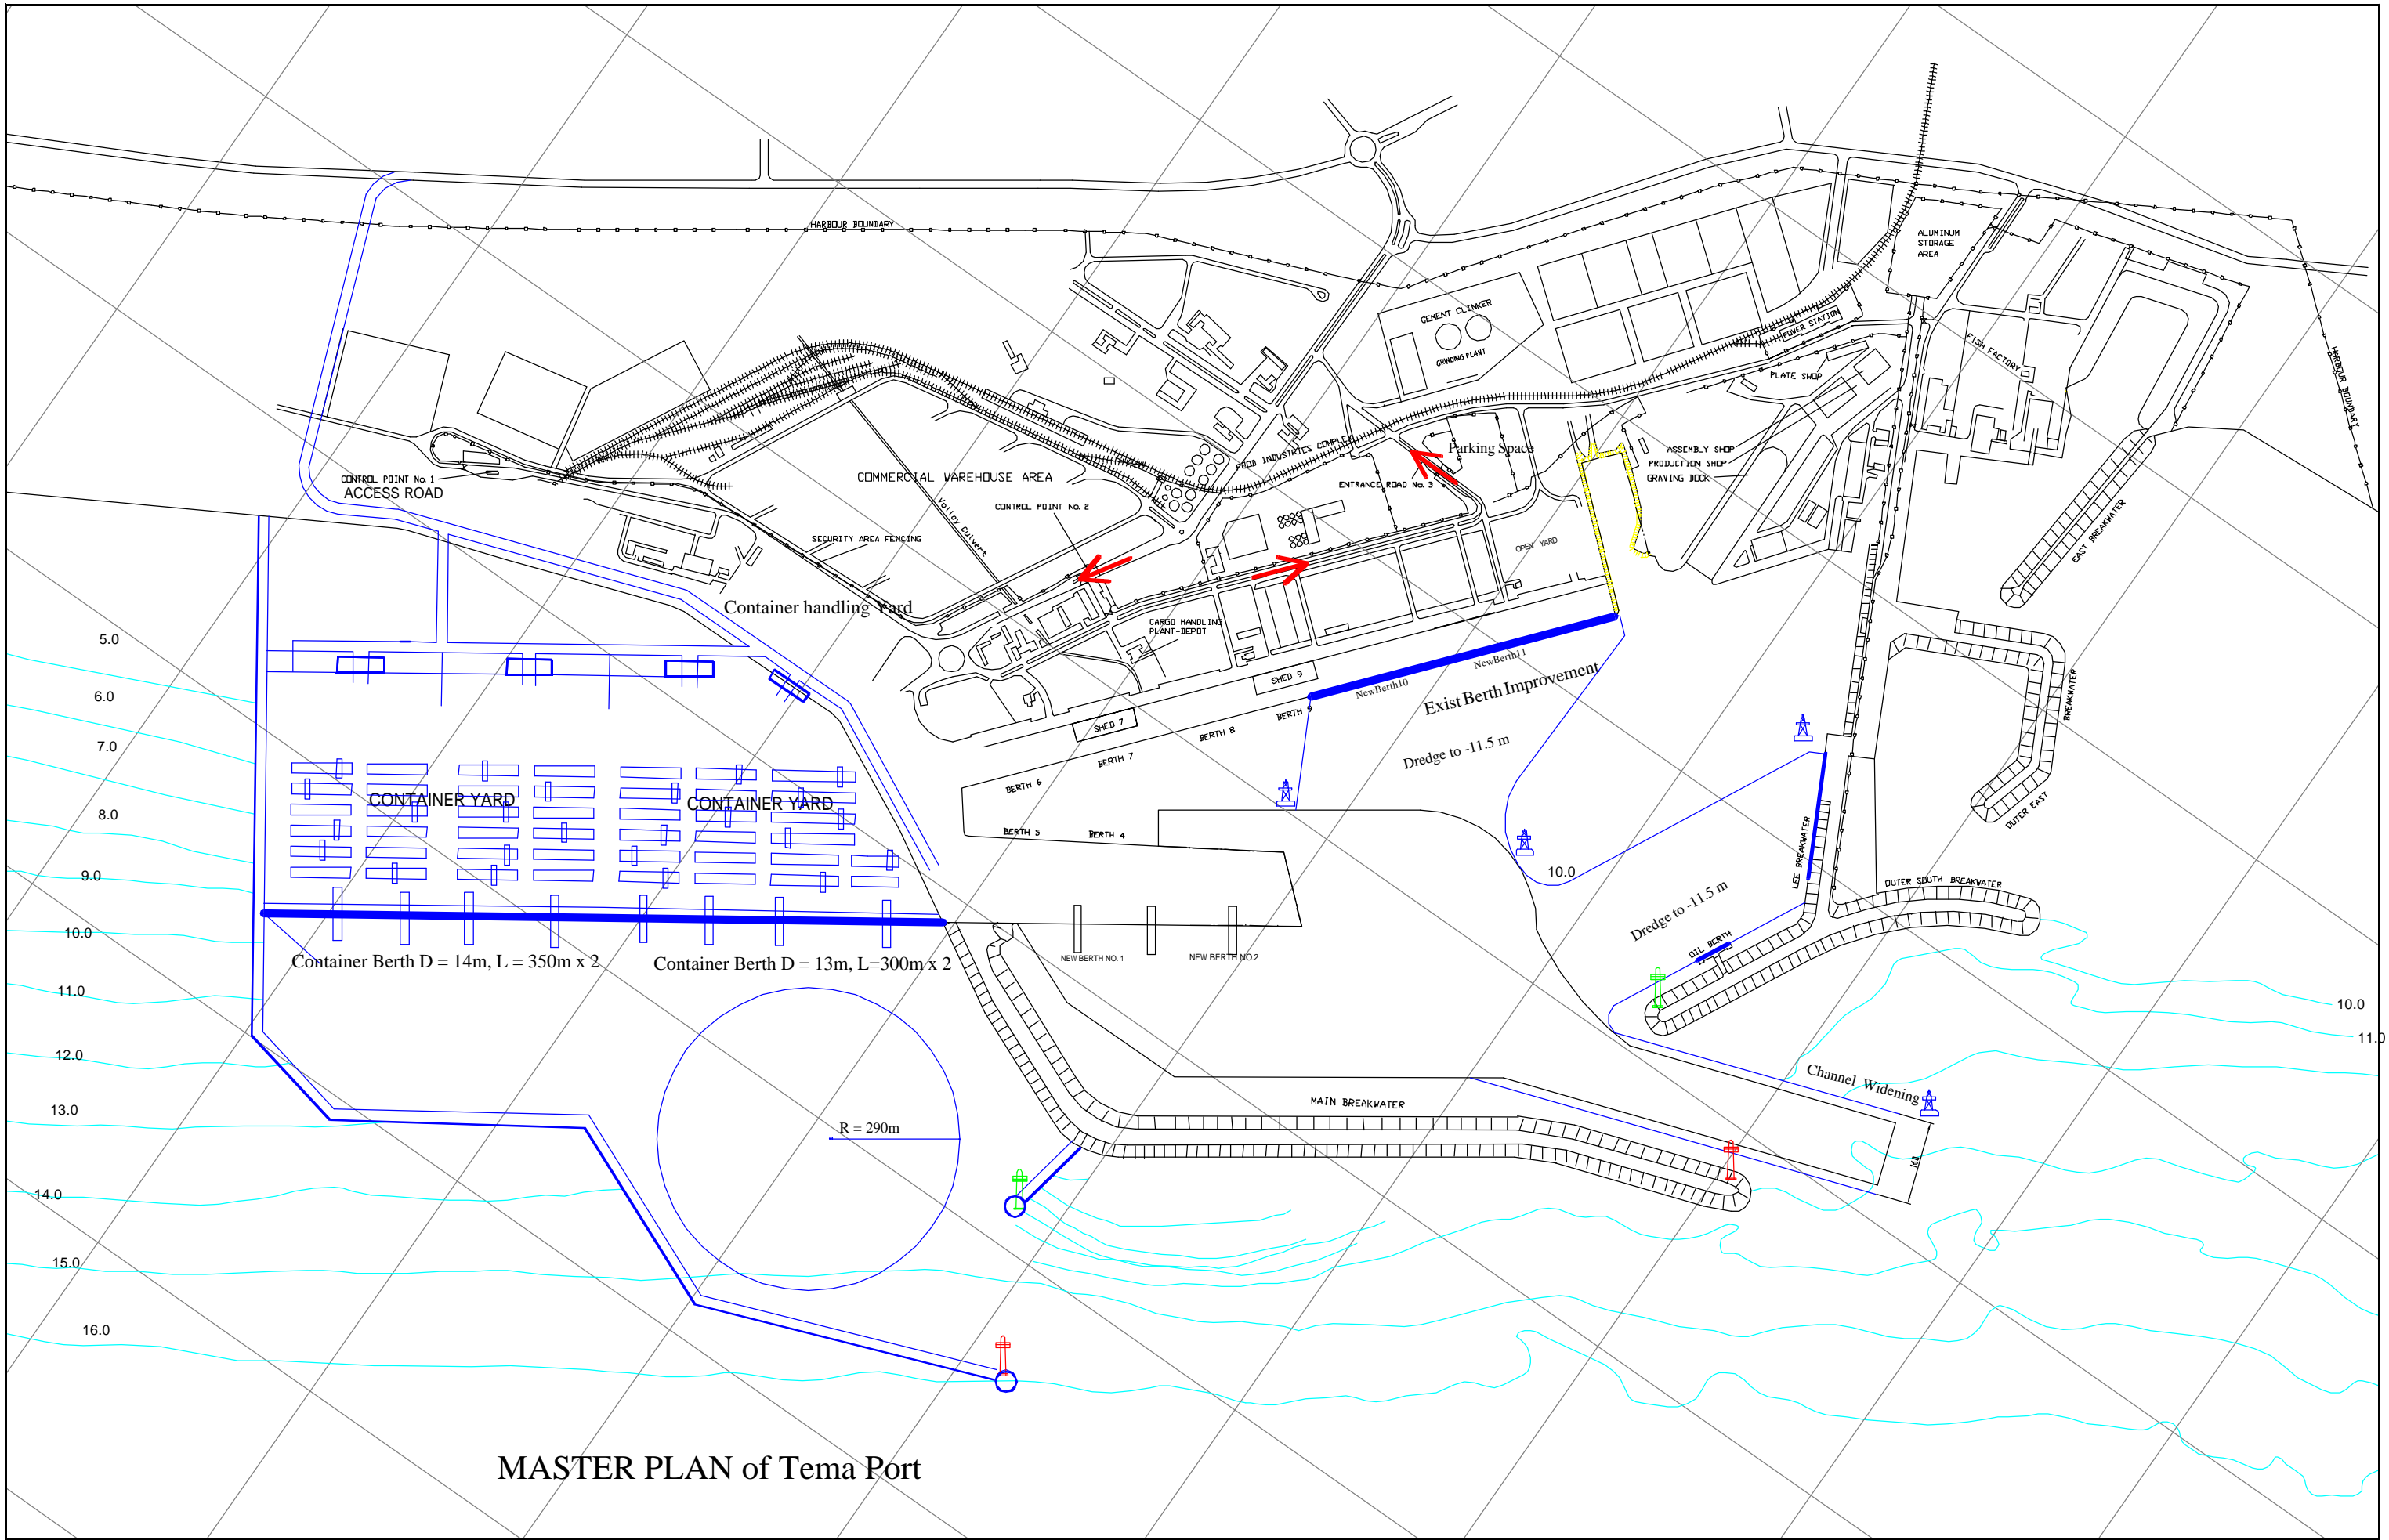 HARBOUR BOUNDARY
ALUMINUM
STORAGE
AREA
CEMENT CLINKER
GRINDING PLANT
POWER STATION
PLATE SHOP
FISH FACTORY
HARBOUR BOUNDARY
FOOD INDUSTRIES COMPLEX
Parking Space
ASSEMBLY SHOP
PRODUCTION SHOP
GRAVING DOCK
CONTROL POINT No. 1
ACCESS ROAD
COMMERCIAL WAREHOUSE AREA
ENTRANCE ROAD No. 3
CONTROL POINT No. 2
Vollay Culvert
SECURITY AREA FENCING
OPEN YARD
EAST BREAKWATER
Container handling Yard
CARGO HANDLING
PLANT-DEPOT
5.0
6.0
7.0
8.0
9.0
10.0
11.0
12.0
13.0
14.0
15.0
16.0
SHED 9
SHED 7
NewBerth11
NewBerth10
Exist Berth Improvement
BERTH 9
BERTH 8
BERTH 7
BERTH 6
BERTH 5
BERTH 4
Dredge to -11.5 m
BREAKWATER
OUTER EAST
CONTAINER YARD
CONTAINER YARD
LEE BREAKWATER
10.0
OUTER SOUTH BREAKWATER
Dredge to -11.5 m
OIL BERTH
Container Berth D = 14m, L = 350m x 2
Container Berth D = 13m, L=300m x 2
NEW BERTH NO. 1
NEW BERTH NO.2
10.0
11.0
Channel Widening
MAIN BREAKWATER
R = 290m
MASTER PLAN of Tema Port